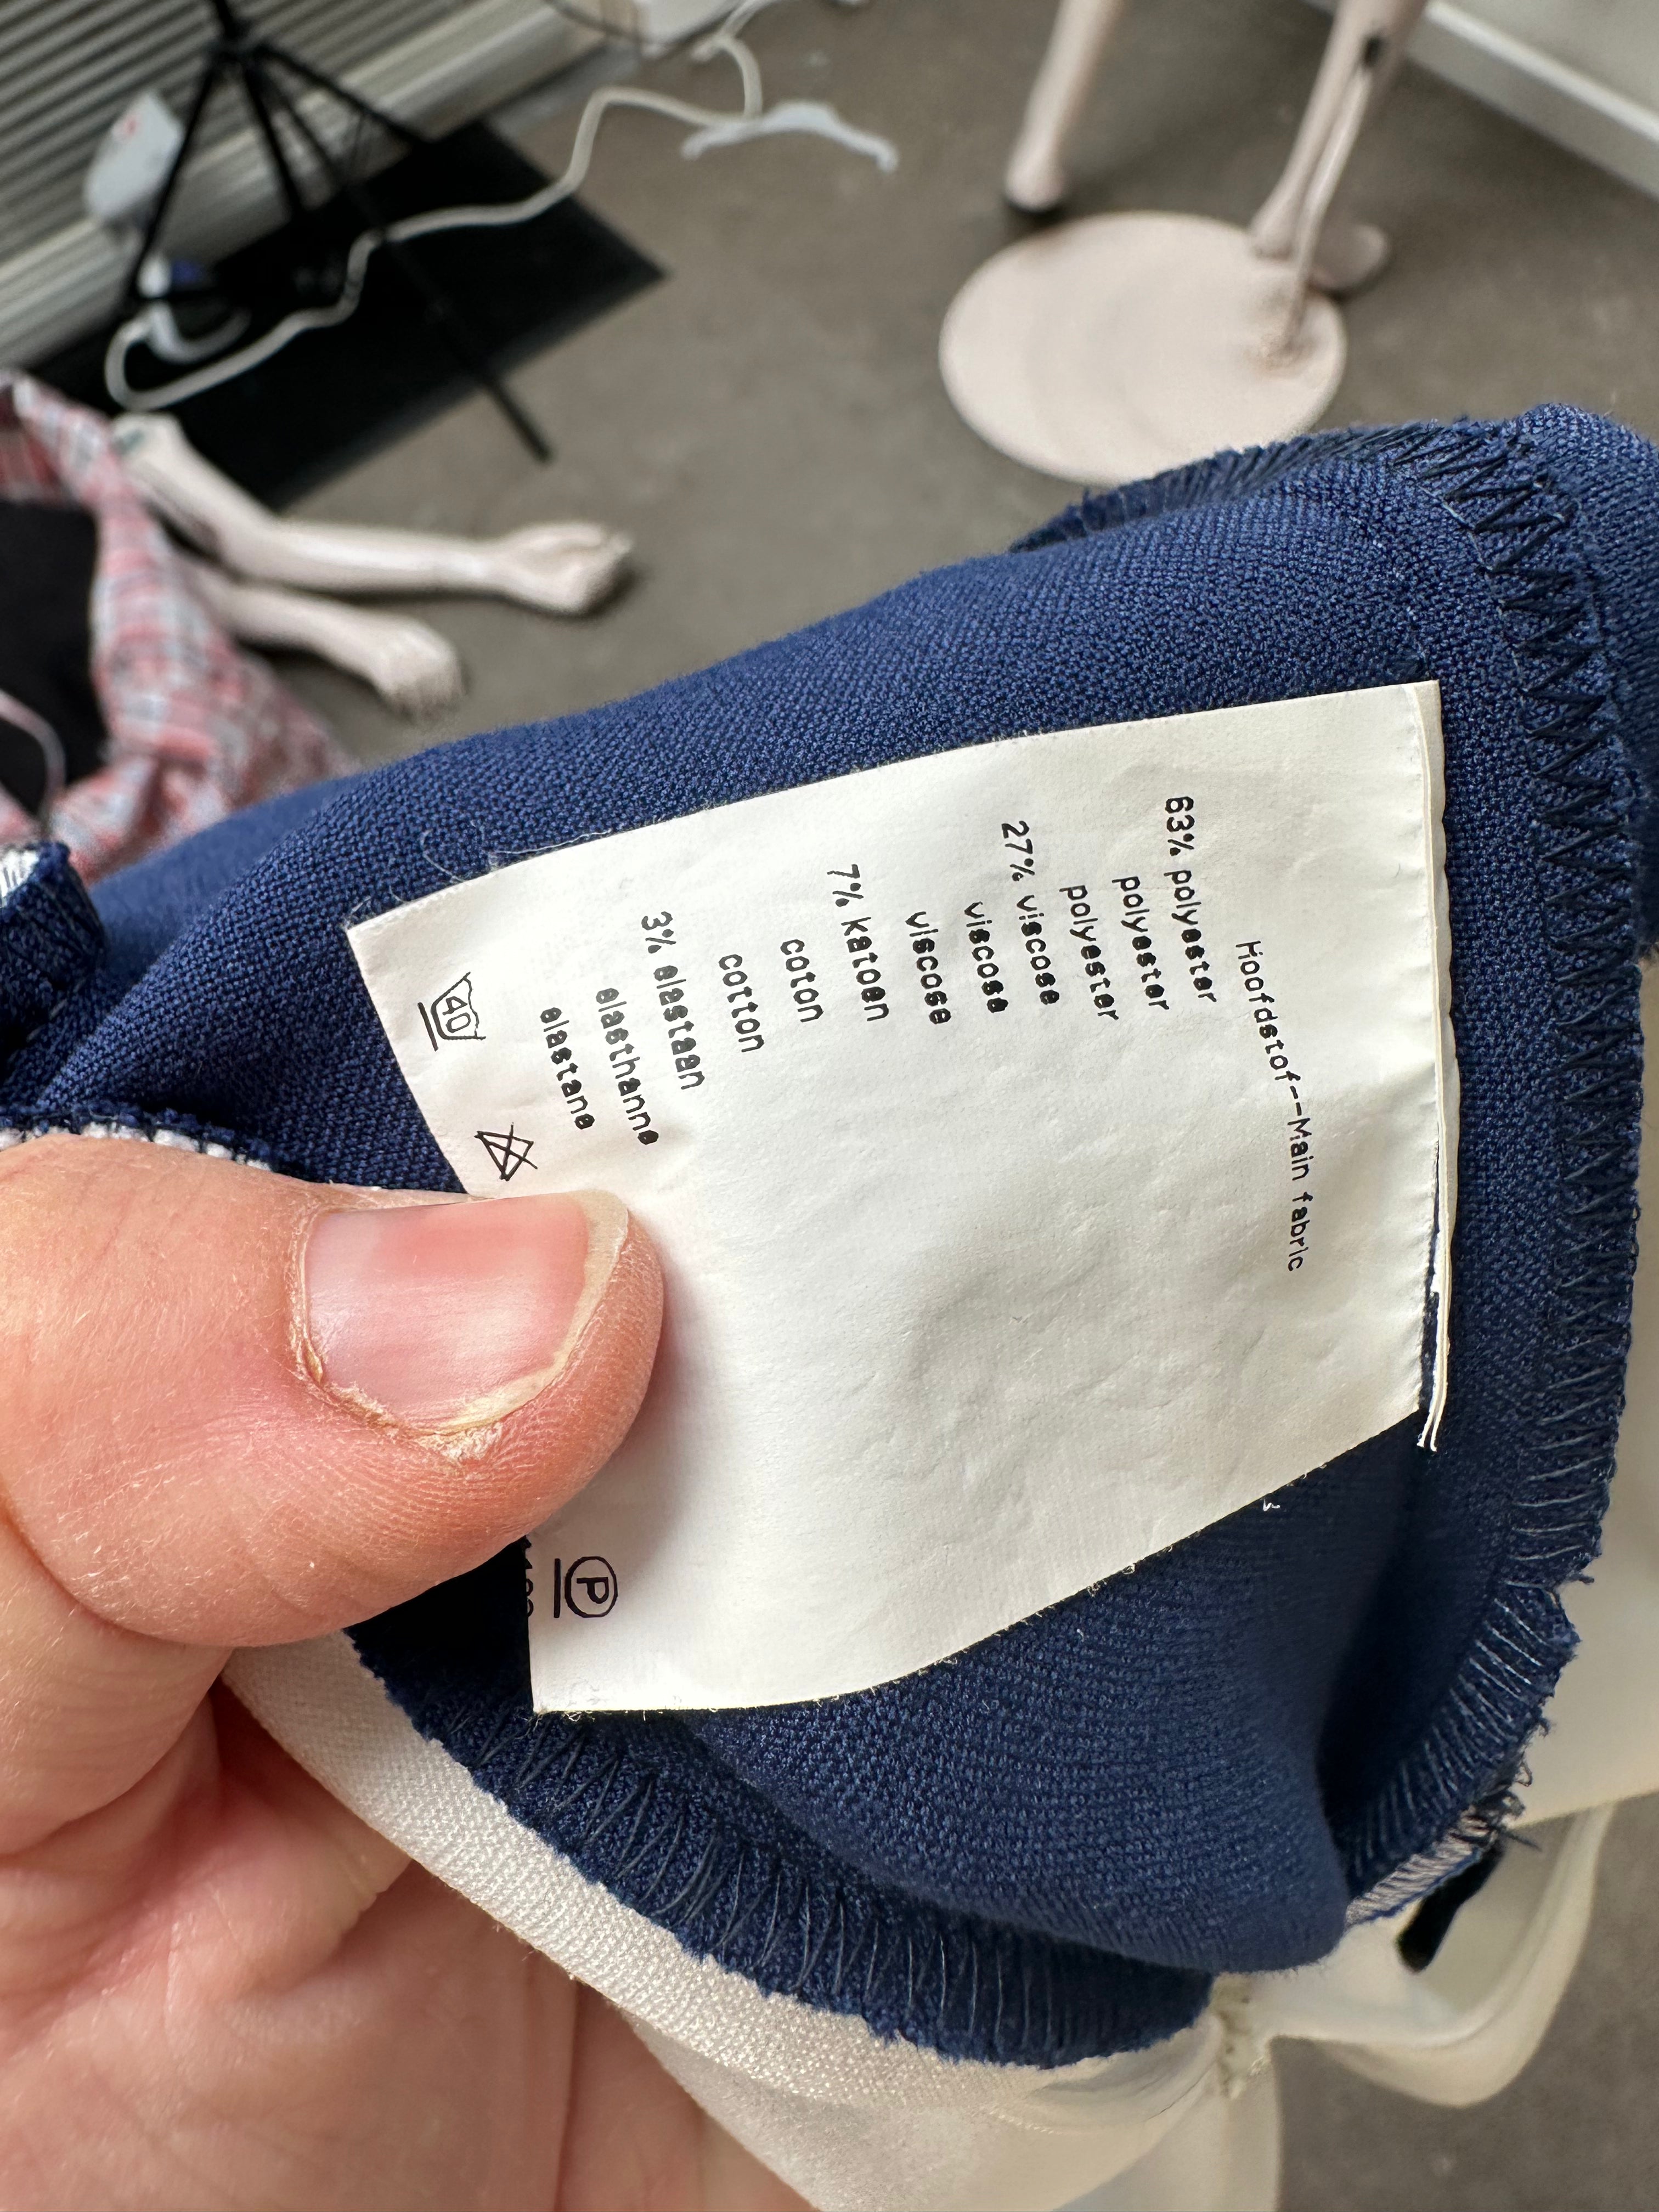 Hoofdstof--Main fabric
63% polyester
polyester
polyester
27% viscose
viscose
viscose
7% katoen
coton
cotton
3% elastaan
elasthanne
elastane
40
P